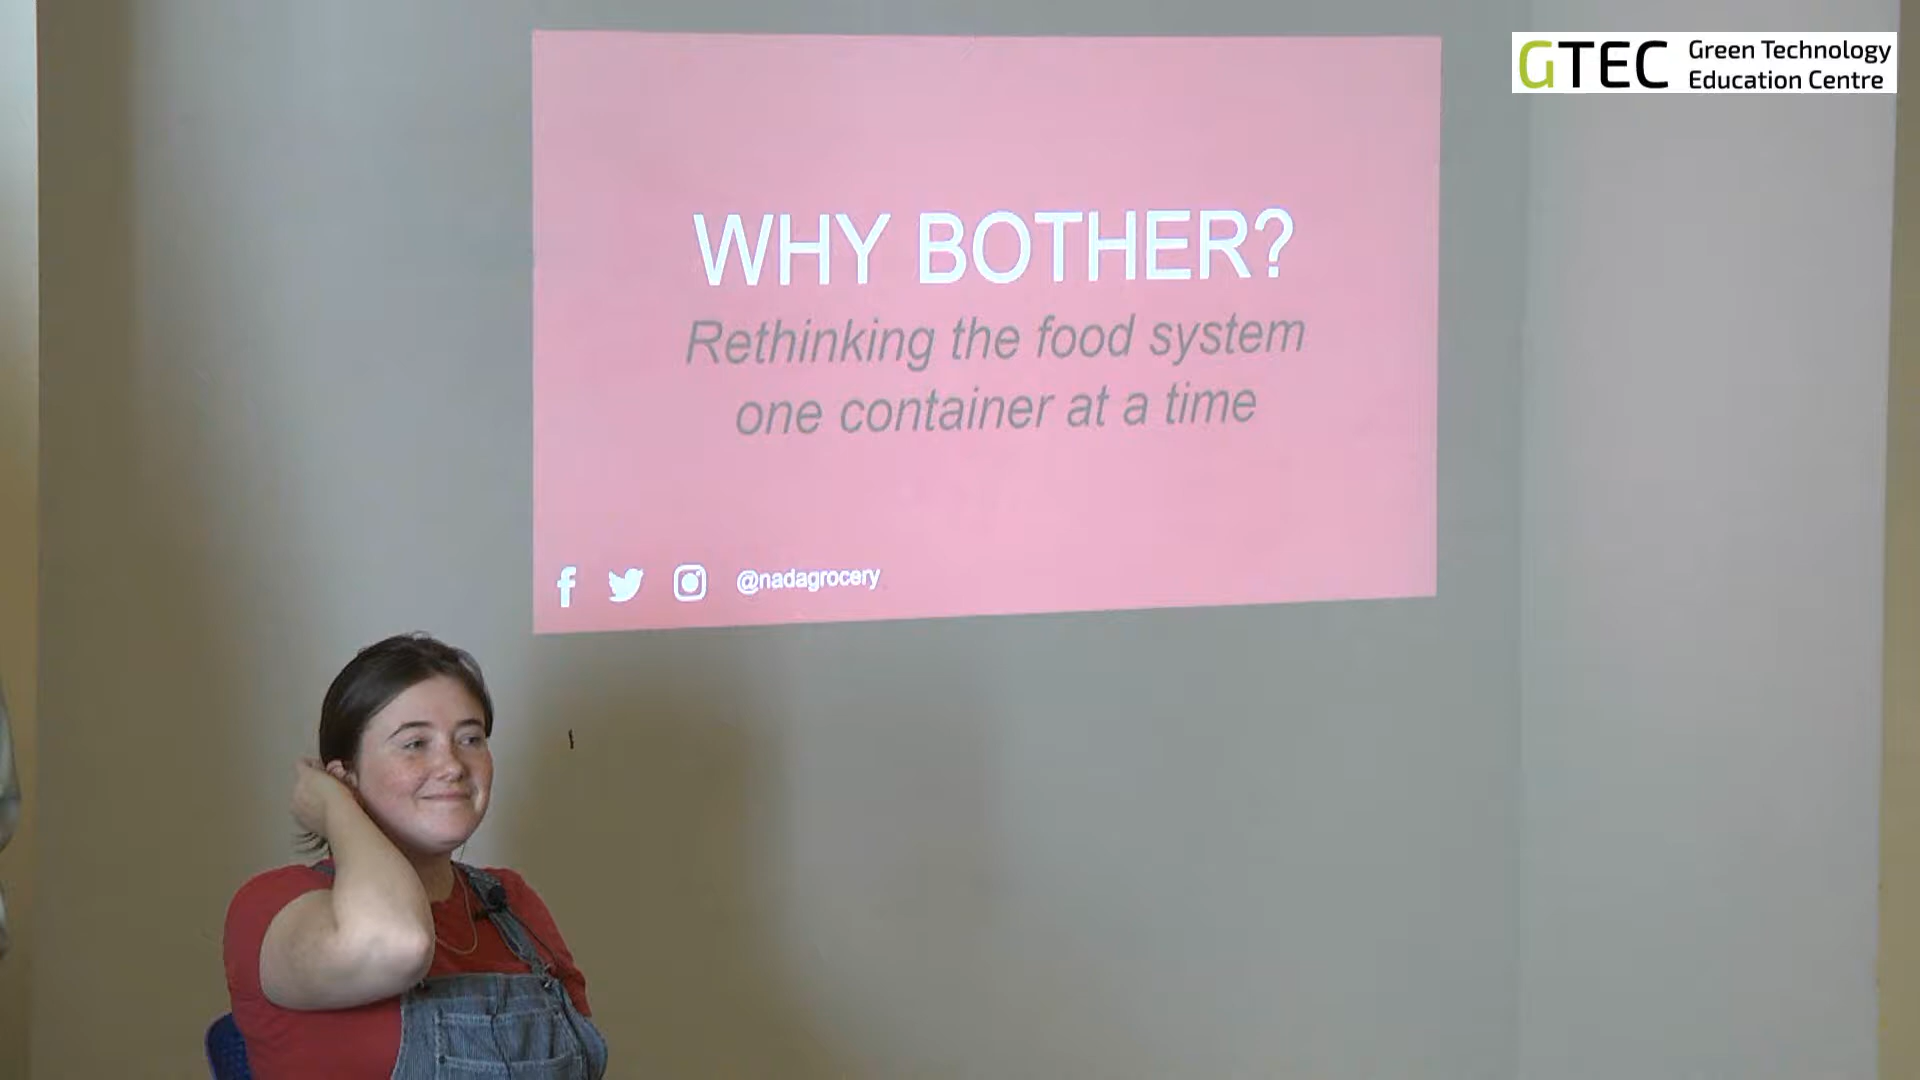 GTEC
Green Technology
Education Centre
WHY BOTHER?
Rethinking the food system
one container at a time
@nadagrocery